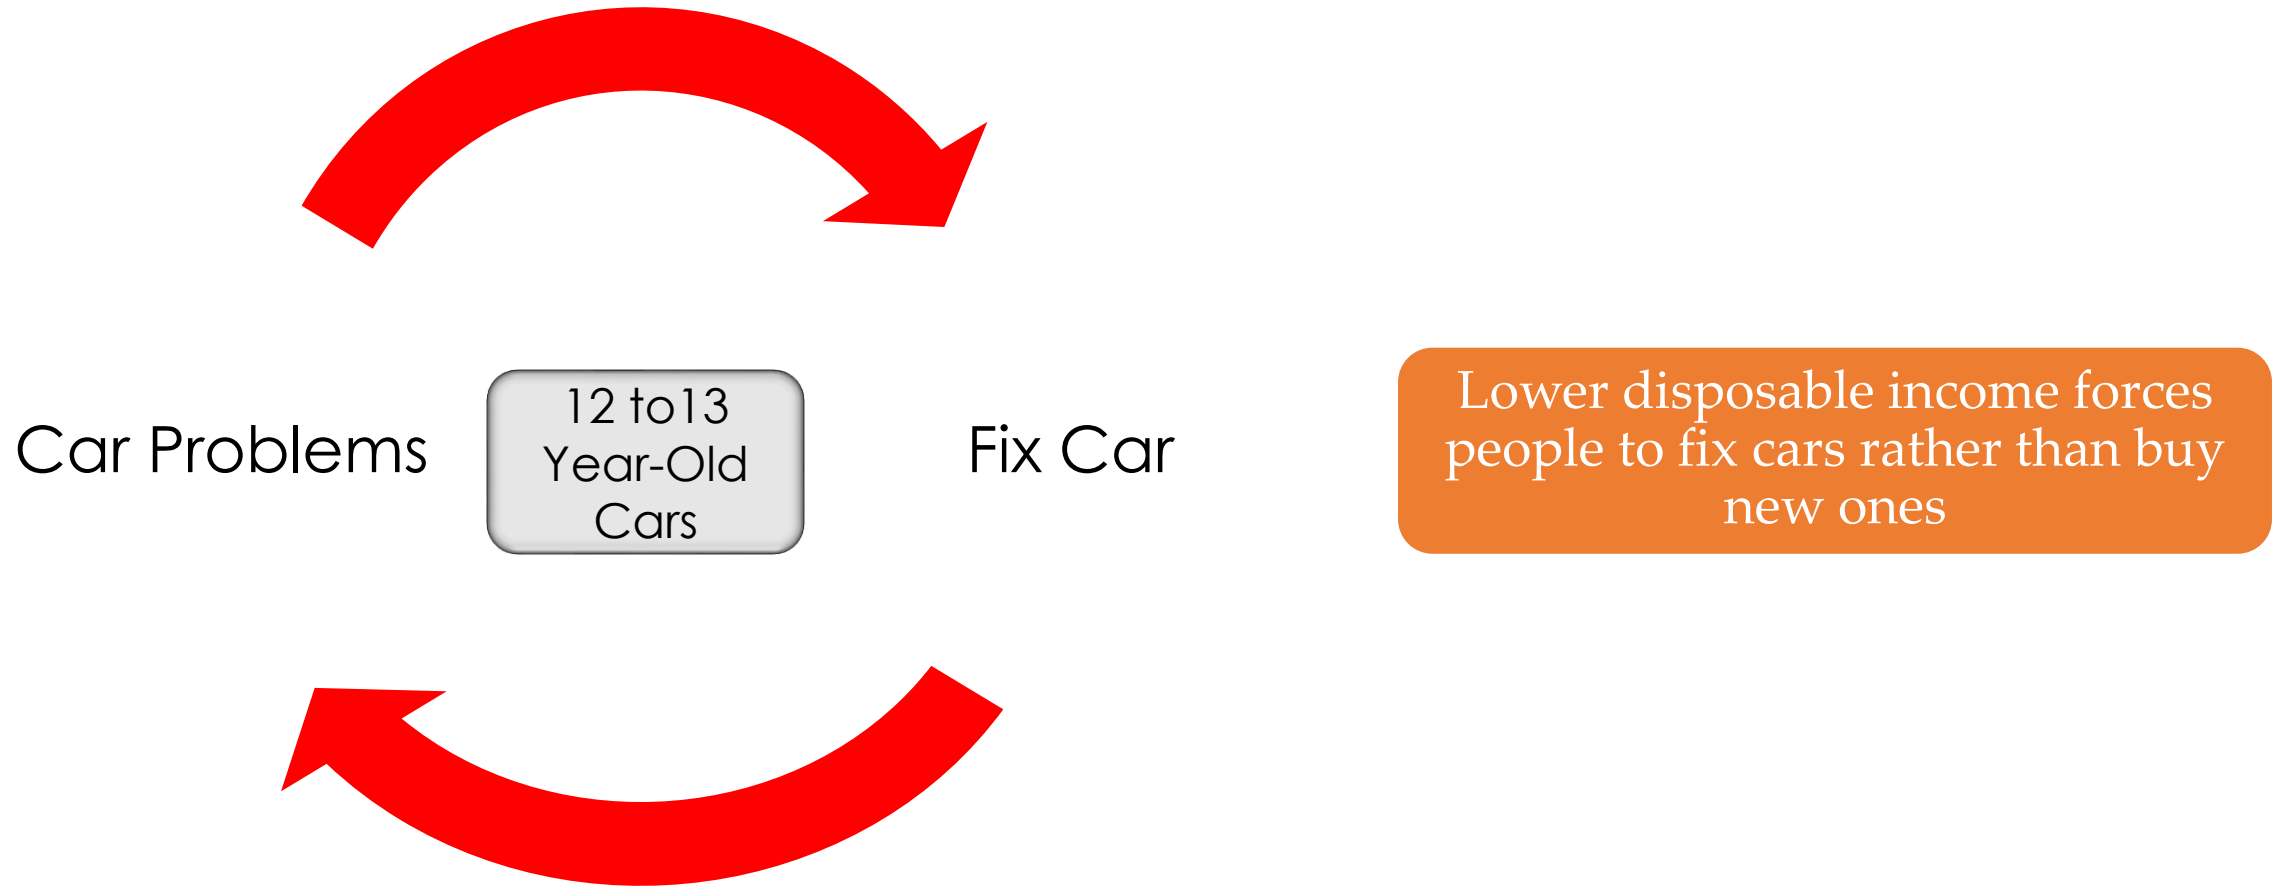 Car Problems
12 to13
Year-Old
Cars
Fix Car
Lower disposable income forces
people to fix cars rather than buy
new ones